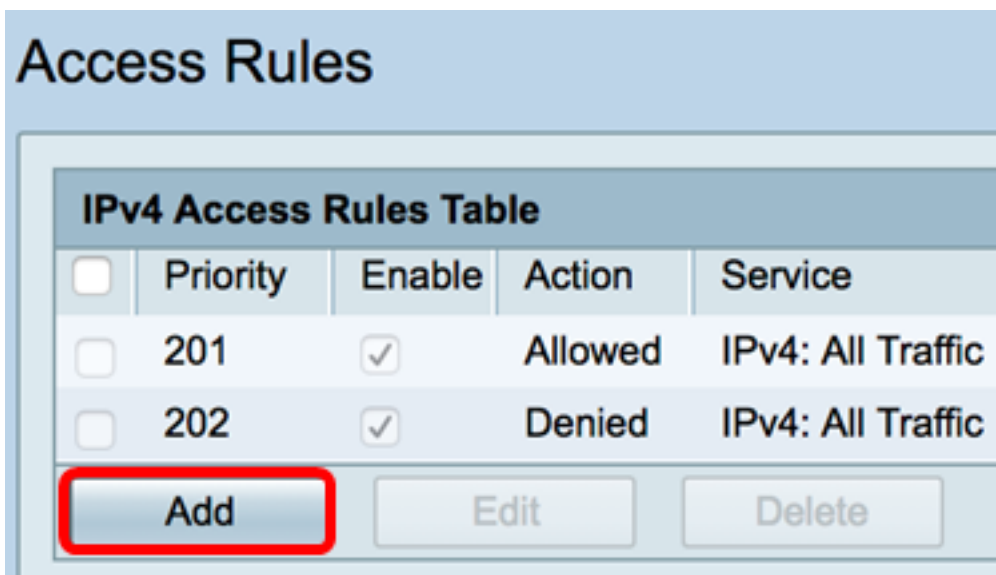 Access Rules
IPv4 Access Rules Table
Priority Enable Action Service
201 Allowed IPv4: All Traffic
202 Denied IPv4: All Traffic
Add Edit Delete